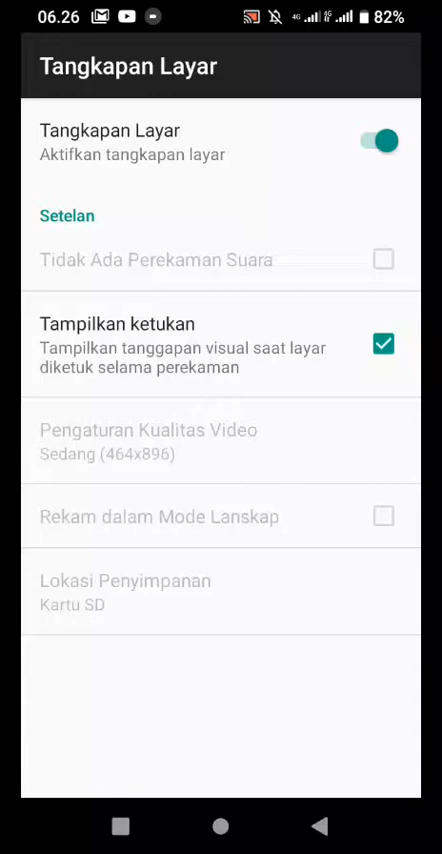 06.26 4G 4G 82%
Tangkapan Layar
Tangkapan Layar
Aktifkan tangkapan layar
Setelan
Tidak Ada Perekaman Suara
Tampilkan ketukan
Tampilkan tanggapan visual saat layar
diketuk selama perekaman
Pengaturan Kualitas Video
Sedang (464x896)
Rekam dalam Mode Lanskap
Lokasi Penyimpanan
Kartu SD